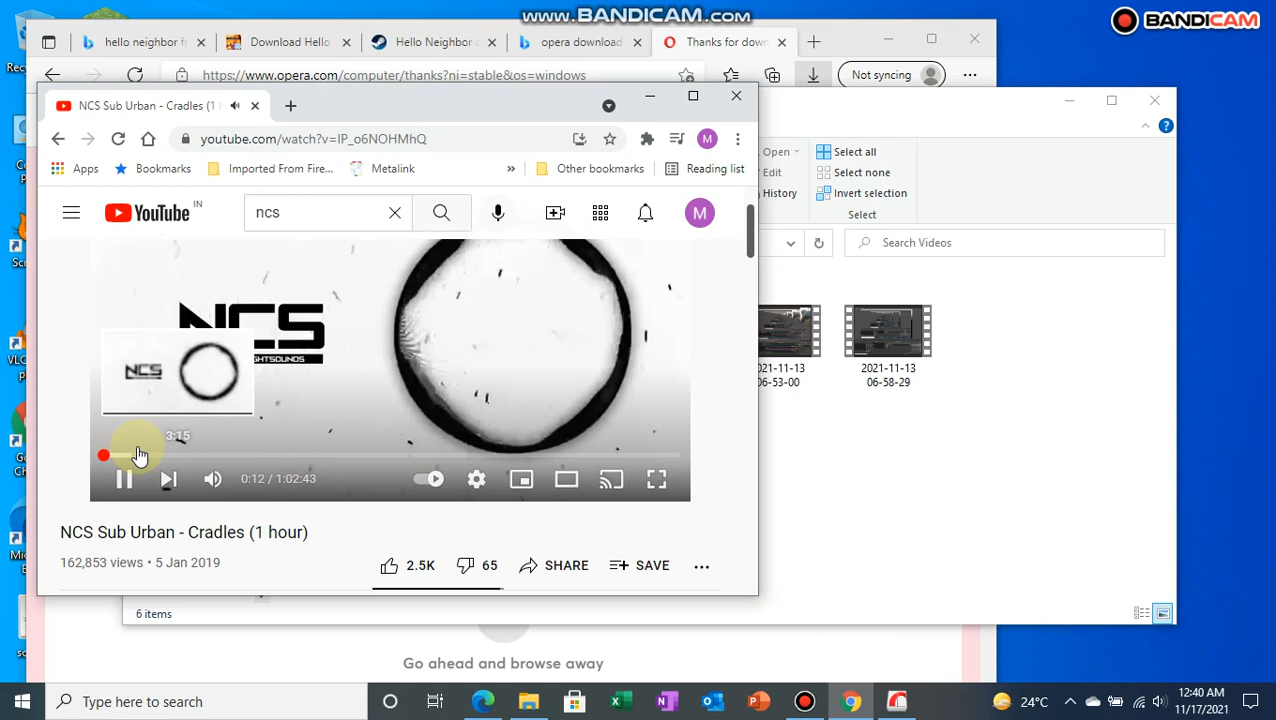 www.BANDICAM.com
BANDICAM
hello neighbor fr
Download Hello
Hello Neighbor o
opera download
Thanks for down
https://www.opera.com/computer/thanks?ni=stable&os=windows
Not syncing
NCS Sub Urban - Cradles (1
youtube.com/watch?v=IP_o6NOHMhQ
Apps
Bookmarks
Imported From Fire...
Metalink
»
Other bookmarks
Reading list
Open
Edit
History
Select all
Select none
Invert selection
Select
YouTube IN
ncs
M
Search Videos
NCS
NCS
3:15
0:12 / 1:02:43
021-11-13
06-53-00
2021-11-13
06-58-29
NCS Sub Urban - Cradles (1 hour)
162,853 views • 5 Jan 2019
2.5K
65
SHARE
SAVE
6 items
Go ahead and browse away
Type here to search
24°C
12:40 AM
11/17/2021